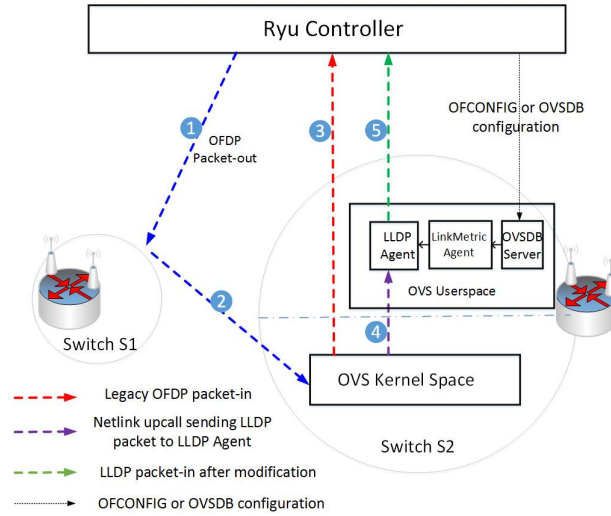 Ryu Controller
1
OFDP
Packet-out
3
5
OFCONFIG or OVSDB
configuration
LLDP
Agent
LinkMetric
Agent
OVSDB
Server
OVS Userspace
2
4
Switch S1
OVS Kernel Space
Switch S2
Legacy OFDP packet-in
Netlink upcall sending LLDP
packet to LLDP Agent
LLDP packet-in after modification
OFCONFIG or OVSDB configuration